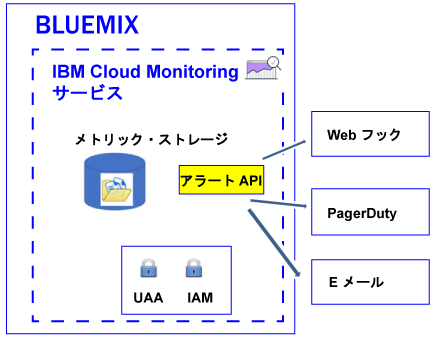 BLUEMIX
IBM Cloud Monitoring
サービス
メトリック・ストレージ
アラート API
UAA
IAM
Web フック
PagerDuty
E メール